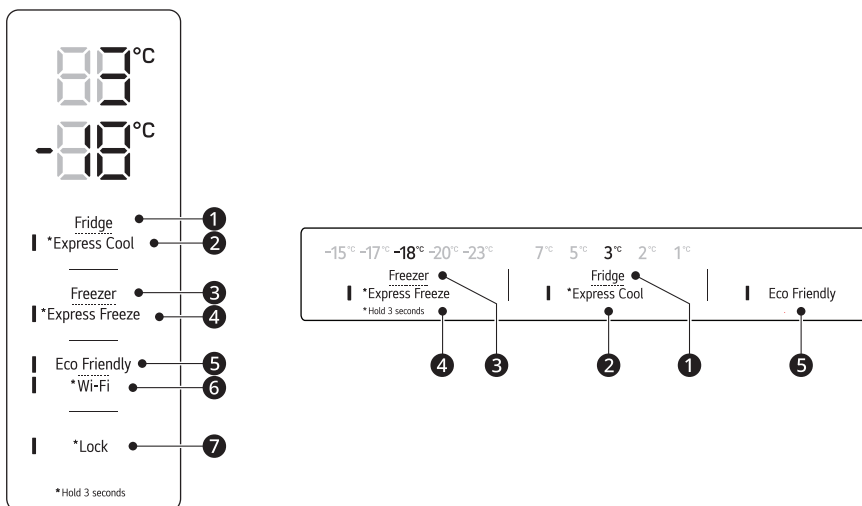 3°C
-18°C
Fridge
*Express Cool
Freezer
*Express Freeze
Eco Friendly
*Wi-Fi
*Lock
*Hold 3 seconds
1
2
3
4
5
6
7
-15°C -17°C -18°C -20°C -23°C 7°C 5°C 3°C 2°C 1°C
Freezer Fridge
*Express Freeze *Express Cool Eco Friendly
*Hold 3 seconds
4 3 2 1 5